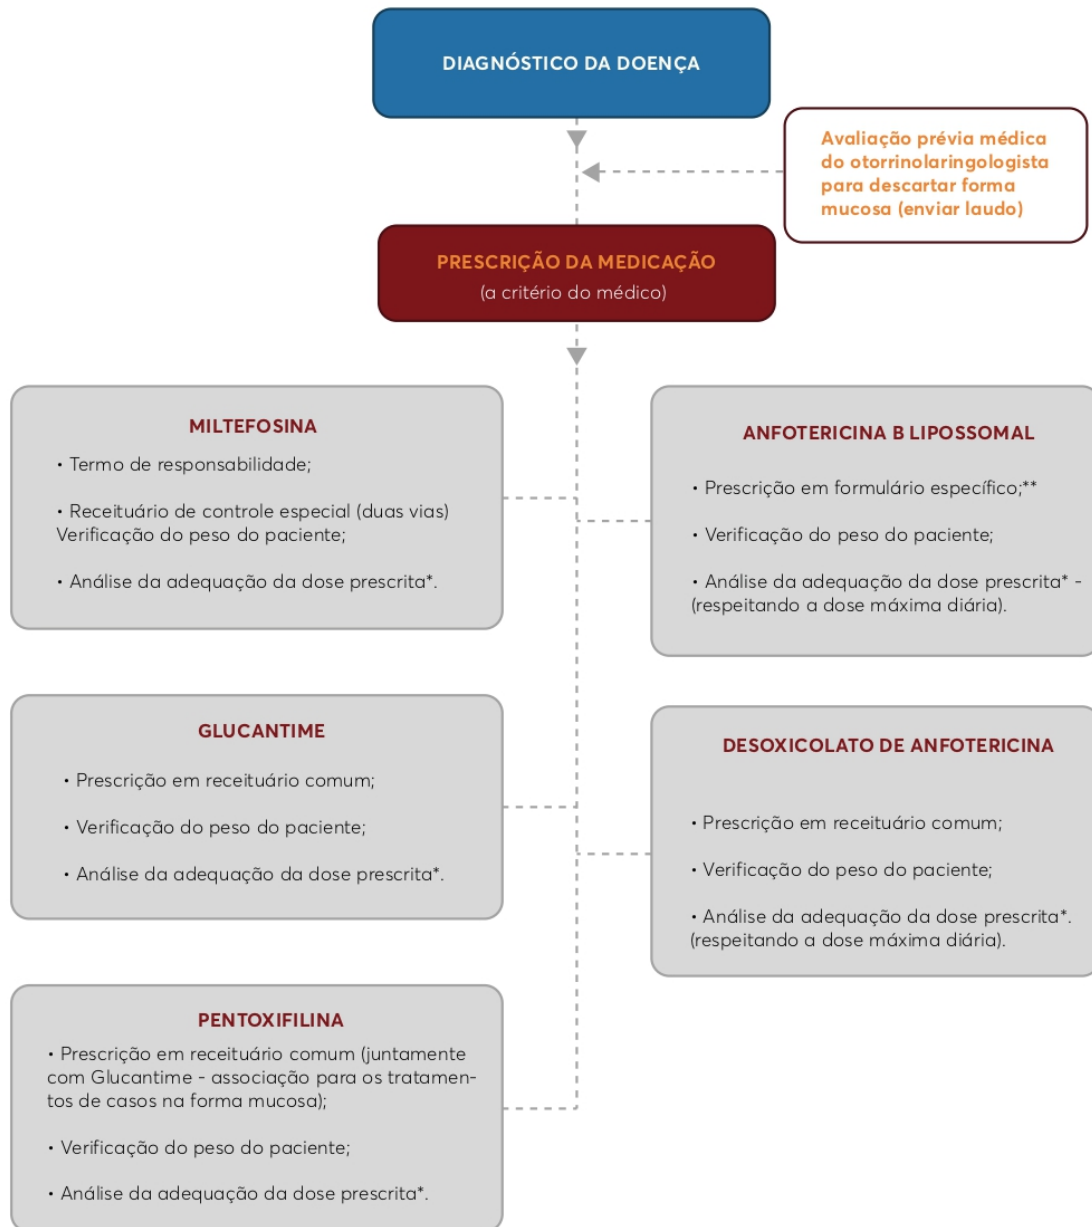 DIAGNÓSTICO DA DOENÇA
Avaliação prévia médica
do otorrinolaringologista
para descartar forma
mucosa (enviar laudo)
PRESCRIÇÃO DA MEDICAÇÃO
(a critério do médico)
MILTEFOSINA
• Termo de responsabilidade;
• Receituário de controle especial (duas vias)
Verificação do peso do paciente;
• Análise da adequação da dose prescrita*.
ANFOTERICINA B LIPOSSOMAL
• Prescrição em formulário específico;**
• Verificação do peso do paciente;
• Análise da adequação da dose prescrita* -
(respeitando a dose máxima diária).
GLUCANTIME
• Prescrição em receituário comum;
• Verificação do peso do paciente;
• Análise da adequação da dose prescrita*.
DESOXICOLATO DE ANFOTERICINA
• Prescrição em receituário comum;
• Verificação do peso do paciente;
• Análise da adequação da dose prescrita*.
(respeitando a dose máxima diária).
PENTOXIFILINA
• Prescrição em receituário comum (juntamente
com Glucantime - associação para os tratamen-
tos de casos na forma mucosa);
• Verificação do peso do paciente;
• Análise da adequação da dose prescrita*.